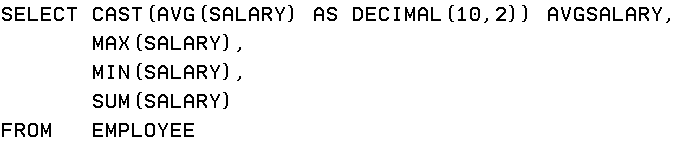 SELECT CAST(AVG(SALARY) AS DECIMAL(10,2)) AVGSALARY,
MAX(SALARY),
MIN(SALARY),
SUM(SALARY)
FROM EMPLOYEE